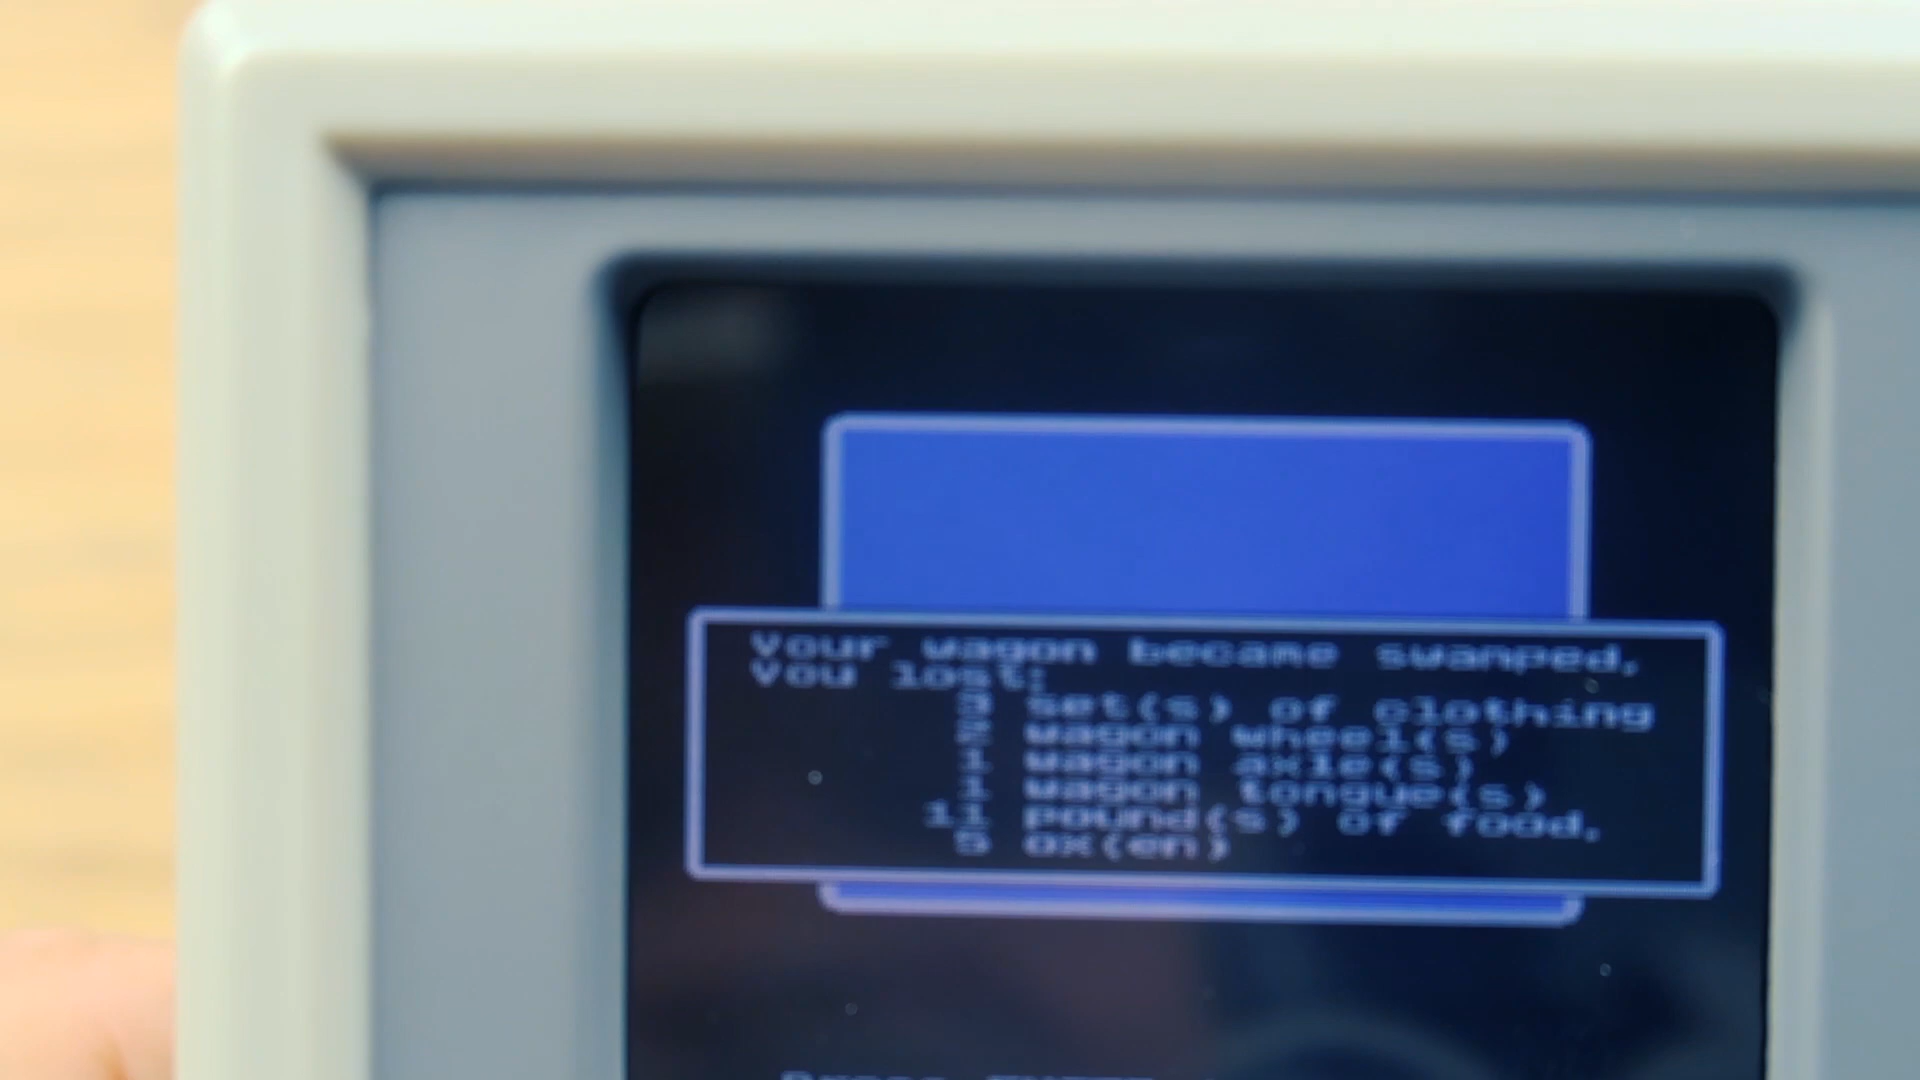 Your wagon became swamped.
You lost:
3 set(s) of clothing
2 wagon wheel(s)
1 wagon axle(s)
1 wagon tongue(s)
11 pound(s) of food.
5 ox(en)